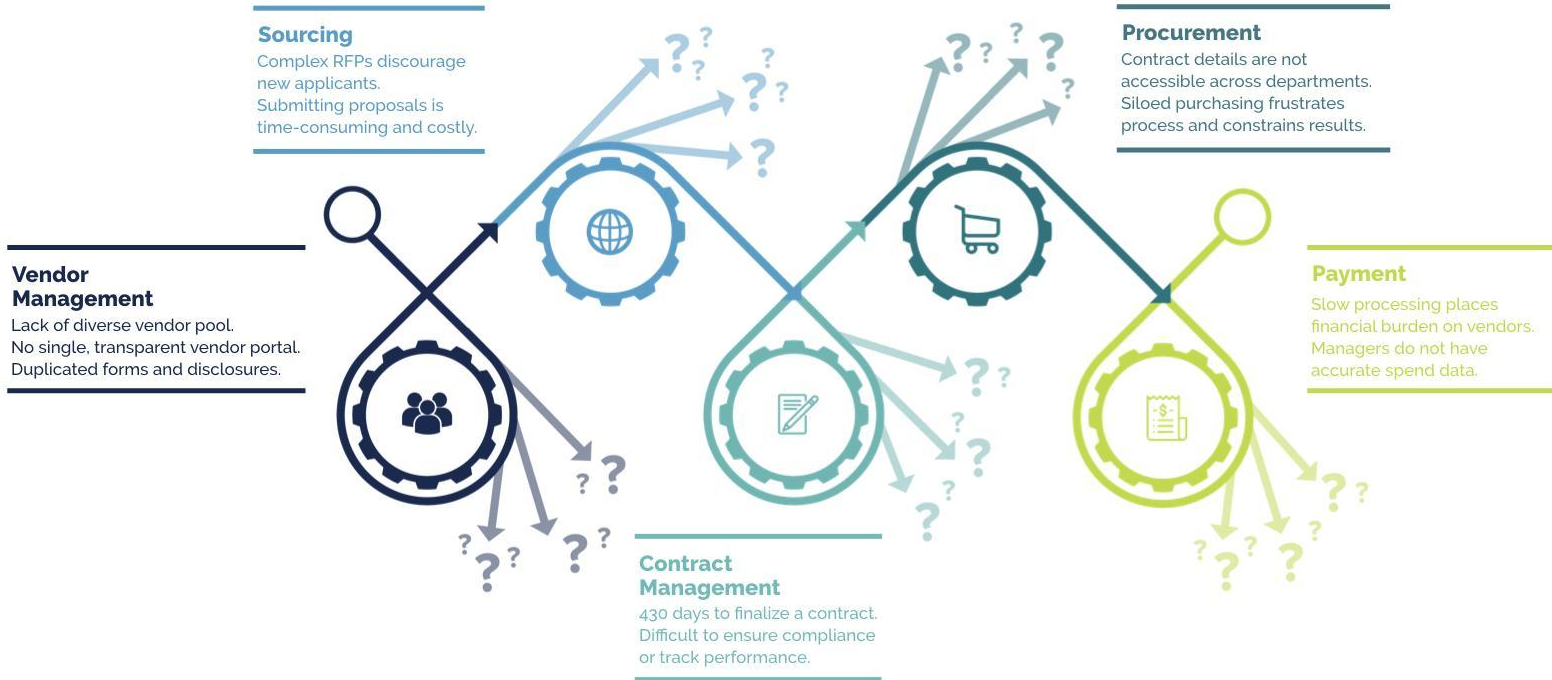 Sourcing
Complex RFPs discourage
new applicants.
Submitting proposals is
time-consuming and costly.
? ? ?
? ? ? ?
?
? ? ? ? ?
Procurement
Contract details are not
accessible across departments.
Siloed purchasing frustrates
process and constrains results.
Vendor
Management
Lack of diverse vendor pool.
No single, transparent vendor portal.
Duplicated forms and disclosures.
? ?
? ? ?
? ?
Contract
Management
430 days to finalize a contract.
Difficult to ensure compliance
or track performance.
? ?
? ?
? ?
Payment
Slow processing places
financial burden on vendors.
Managers do not have
accurate spend data.
-$-
? ?
? ? ?
? ?